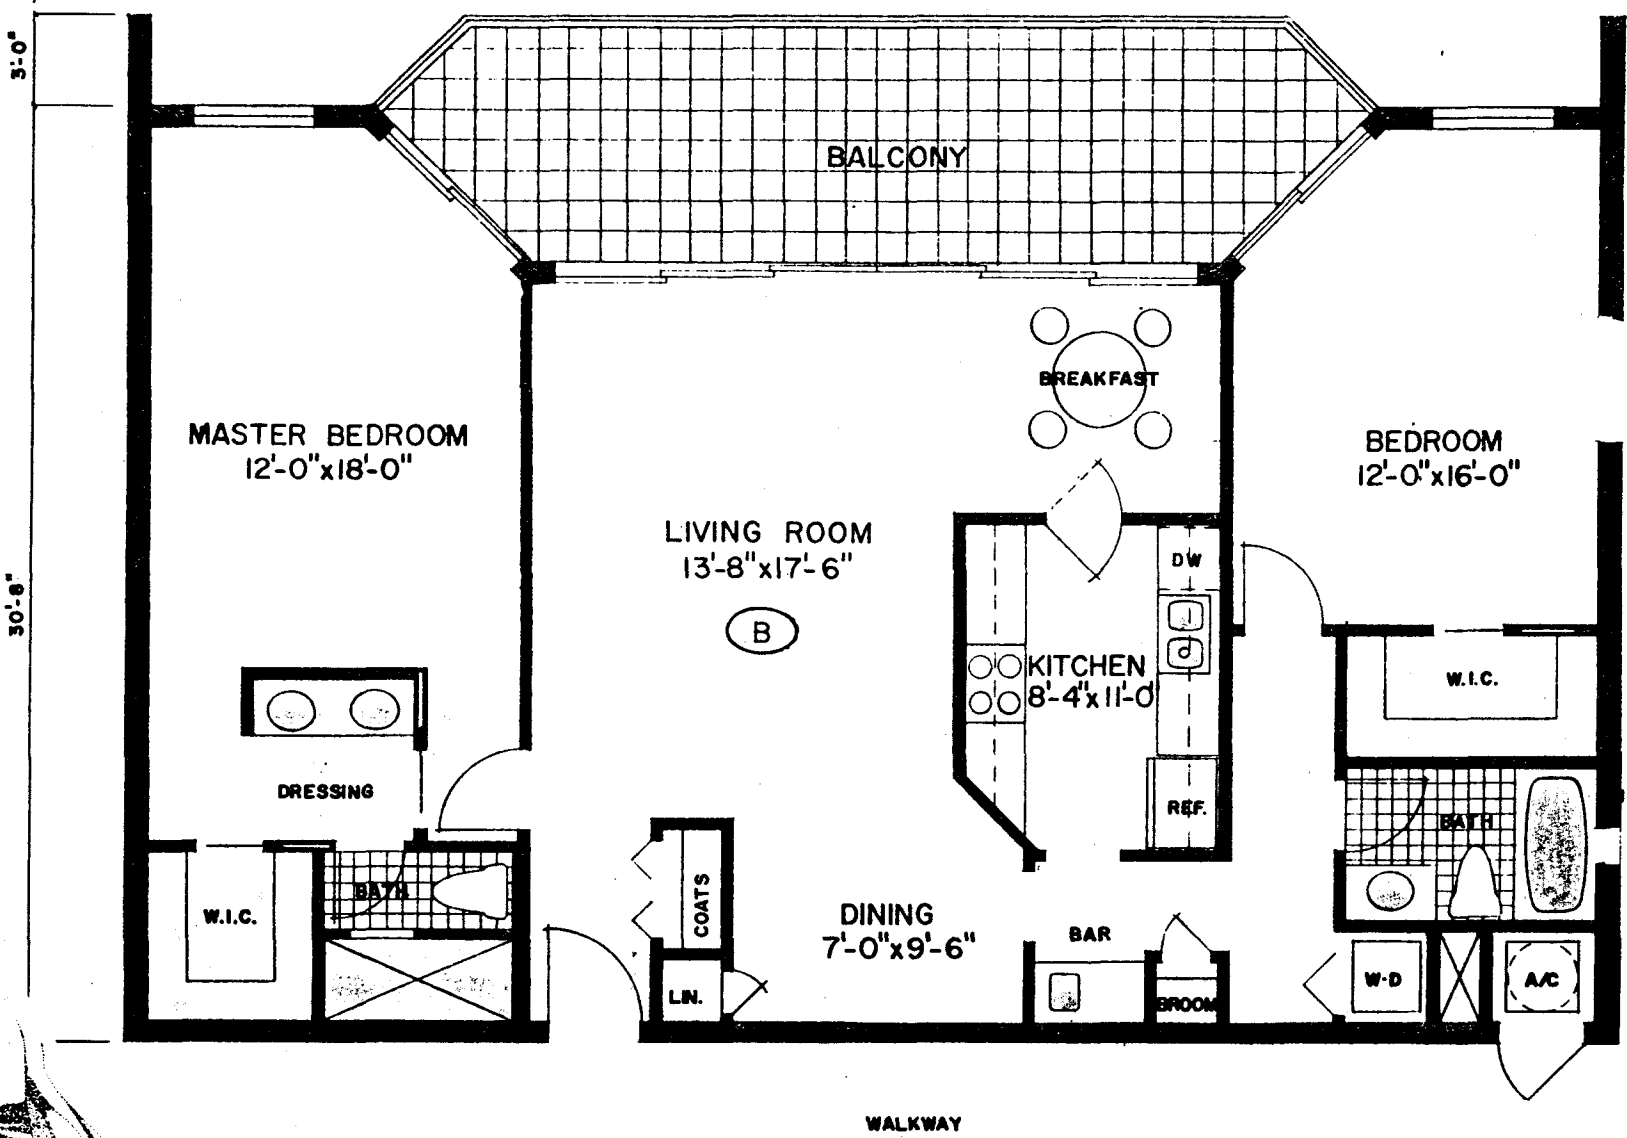 3'-0"
BALCONY
BREAKFAST
MASTER BEDROOM
12'-0"x18'-0"
BEDROOM
12'-0"x16'-0"
LIVING ROOM
13'-8"x17'-6"
B
DW
30'-8"
KITCHEN
8'-4"x11'-0
W.I.C.
DRESSING
REF.
BATH
BATH
W.I.C.
COATS
DINING
7'-0"x9'-6"
BAR
LIN.
BROOM
W-D
A/C
WALKWAY